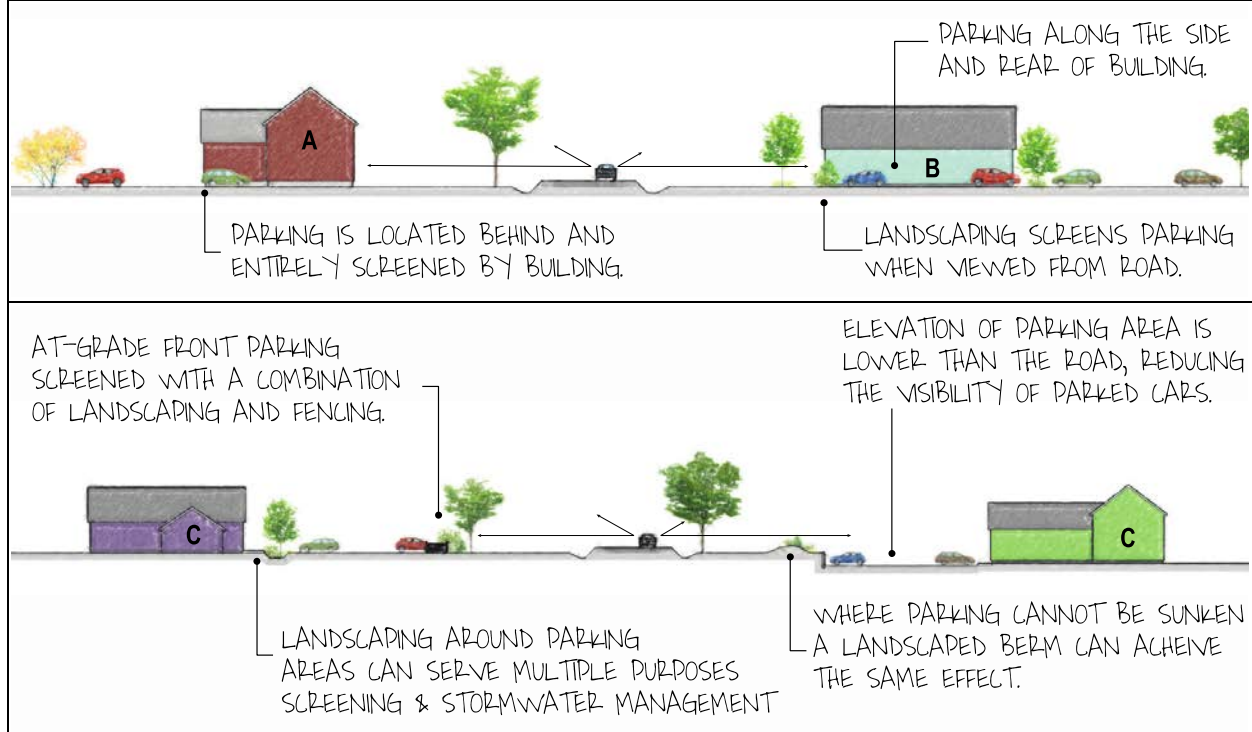 PARKING ALONG THE SIDE
AND REAR OF BUILDING.
A
B
PARKING IS LOCATED BEHIND AND
ENTIRELY SCREENED BY BUILDING.
LANDSCAPING SCREENS PARKING
WHEN VIEWED FROM ROAD.
AT-GRADE FRONT PARKING
SCREENED WITH A COMBINATION
OF LANDSCAPING AND FENCING.
ELEVATION OF PARKING AREA IS
LOWER THAN THE ROAD, REDUCING
THE VISIBILITY OF PARKED CARS.
C
C
LANDSCAPING AROUND PARKING
AREAS CAN SERVE MULTIPLE PURPOSES
SCREENING & STORMWATER MANAGEMENT
WHERE PARKING CANNOT BE SUNKEN
A LANDSCAPED BERM CAN ACHEIVE
THE SAME EFFECT.